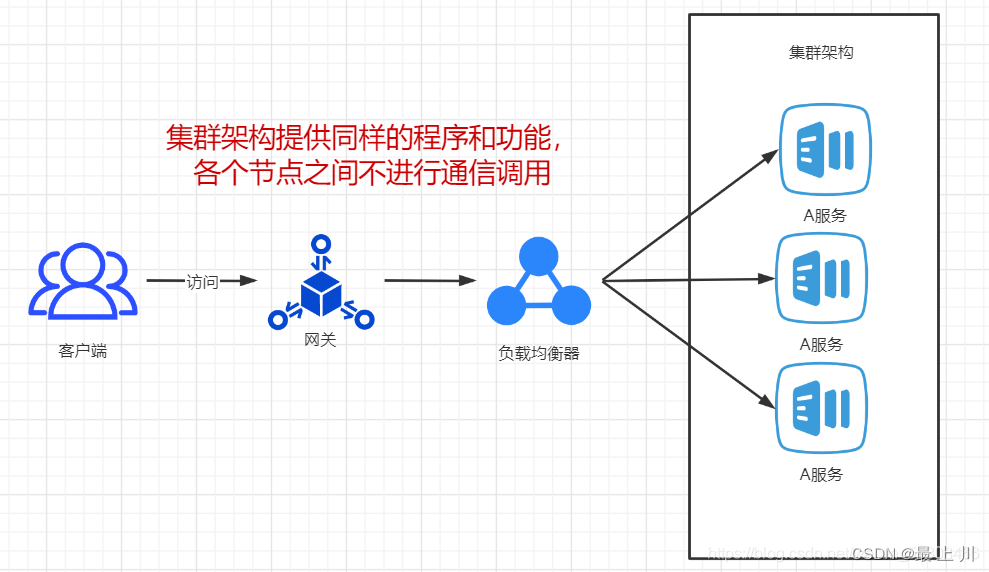 集群架构
集群架构提供同样的程序和功能，
各个节点之间不进行通信调用
A服务
访问
客户端
网关
负载均衡器
A服务
A服务
CSDN @最上川